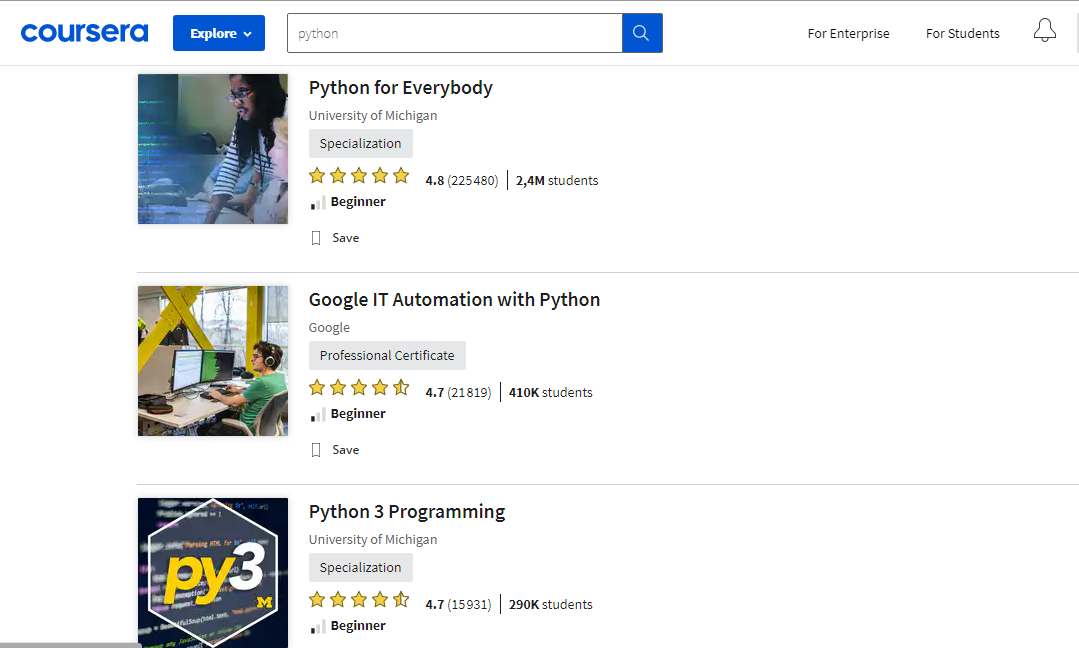 coursera
Explore
python
For Enterprise
For Students
Python for Everybody
University of Michigan
Specialization
4.8 (225480) 2,4M students
Beginner
Save
Google IT Automation with Python
Google
Professional Certificate
4.7 (21819) 410K students
Beginner
Save
py3
M
Python 3 Programming
University of Michigan
Specialization
4.7 (15931) 290K students
Beginner